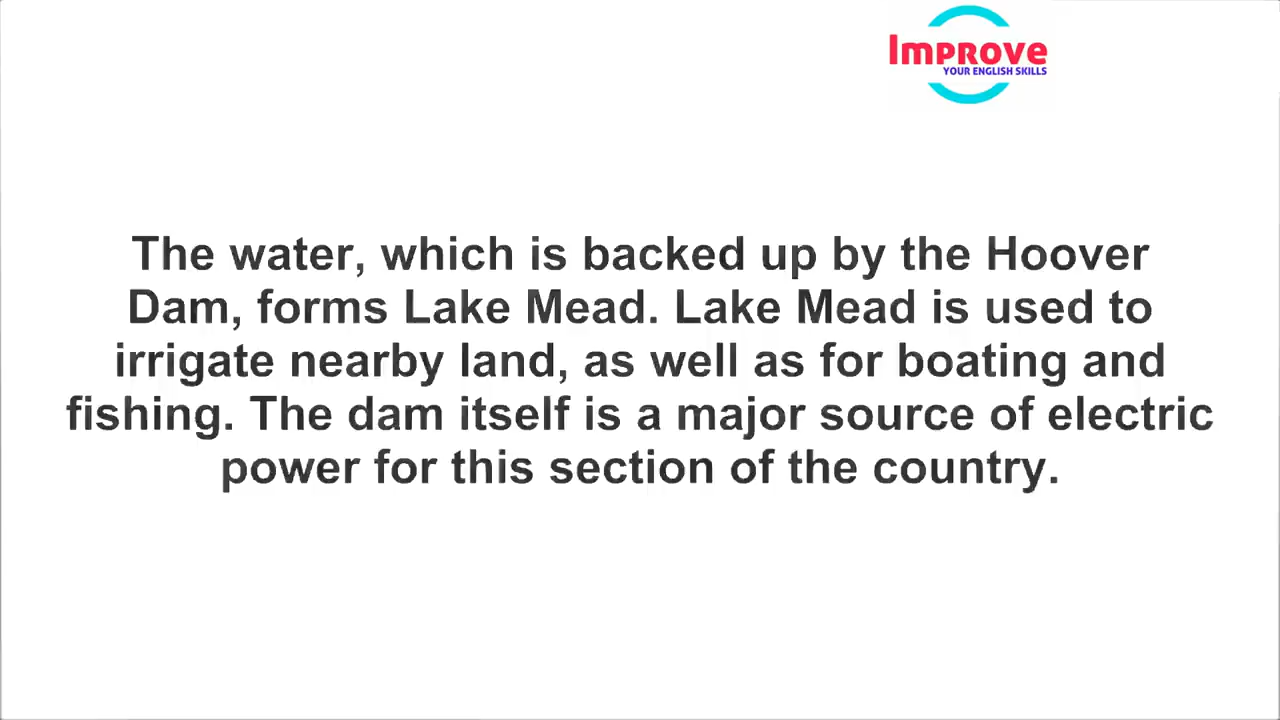 Improve
YOUR ENGLISH SKILLS
The water, which is backed up by the Hoover
Dam, forms Lake Mead. Lake Mead is used to
irrigate nearby land, as well as for boating and
fishing. The dam itself is a major source of electric
power for this section of the country.